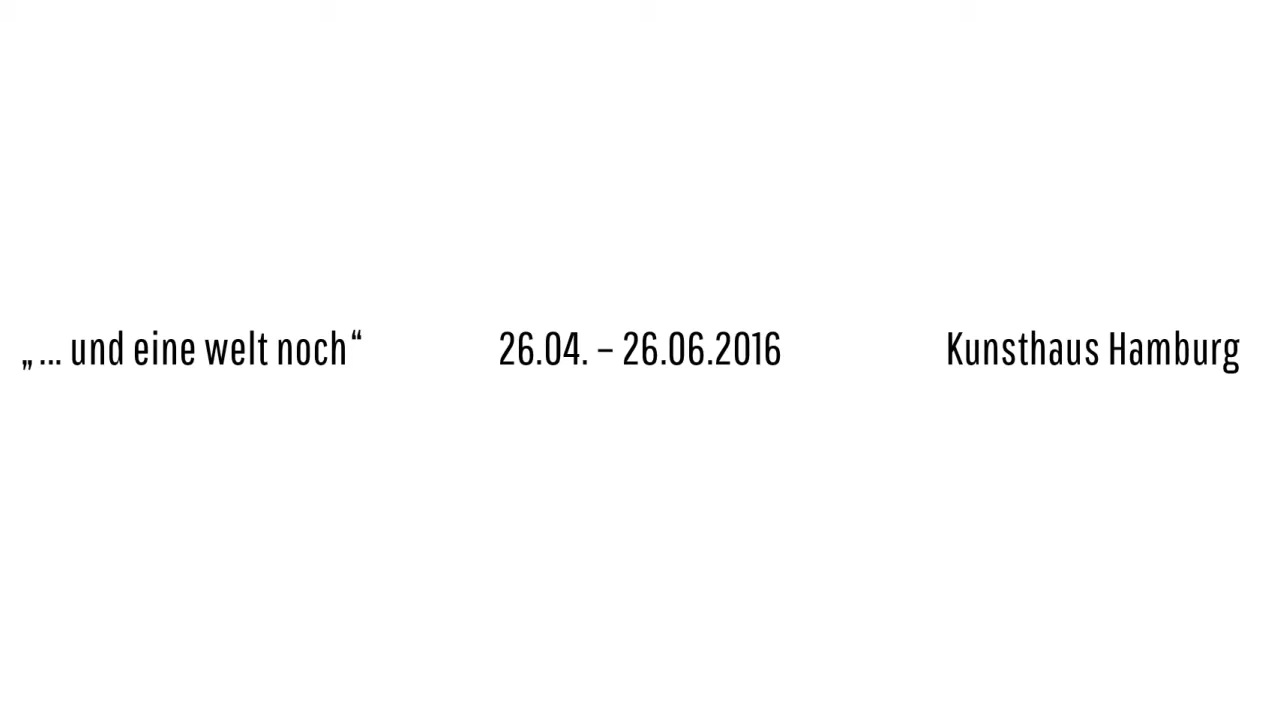 „ ... und eine welt noch“ 26.04. – 26.06.2016 Kunsthaus Hamburg